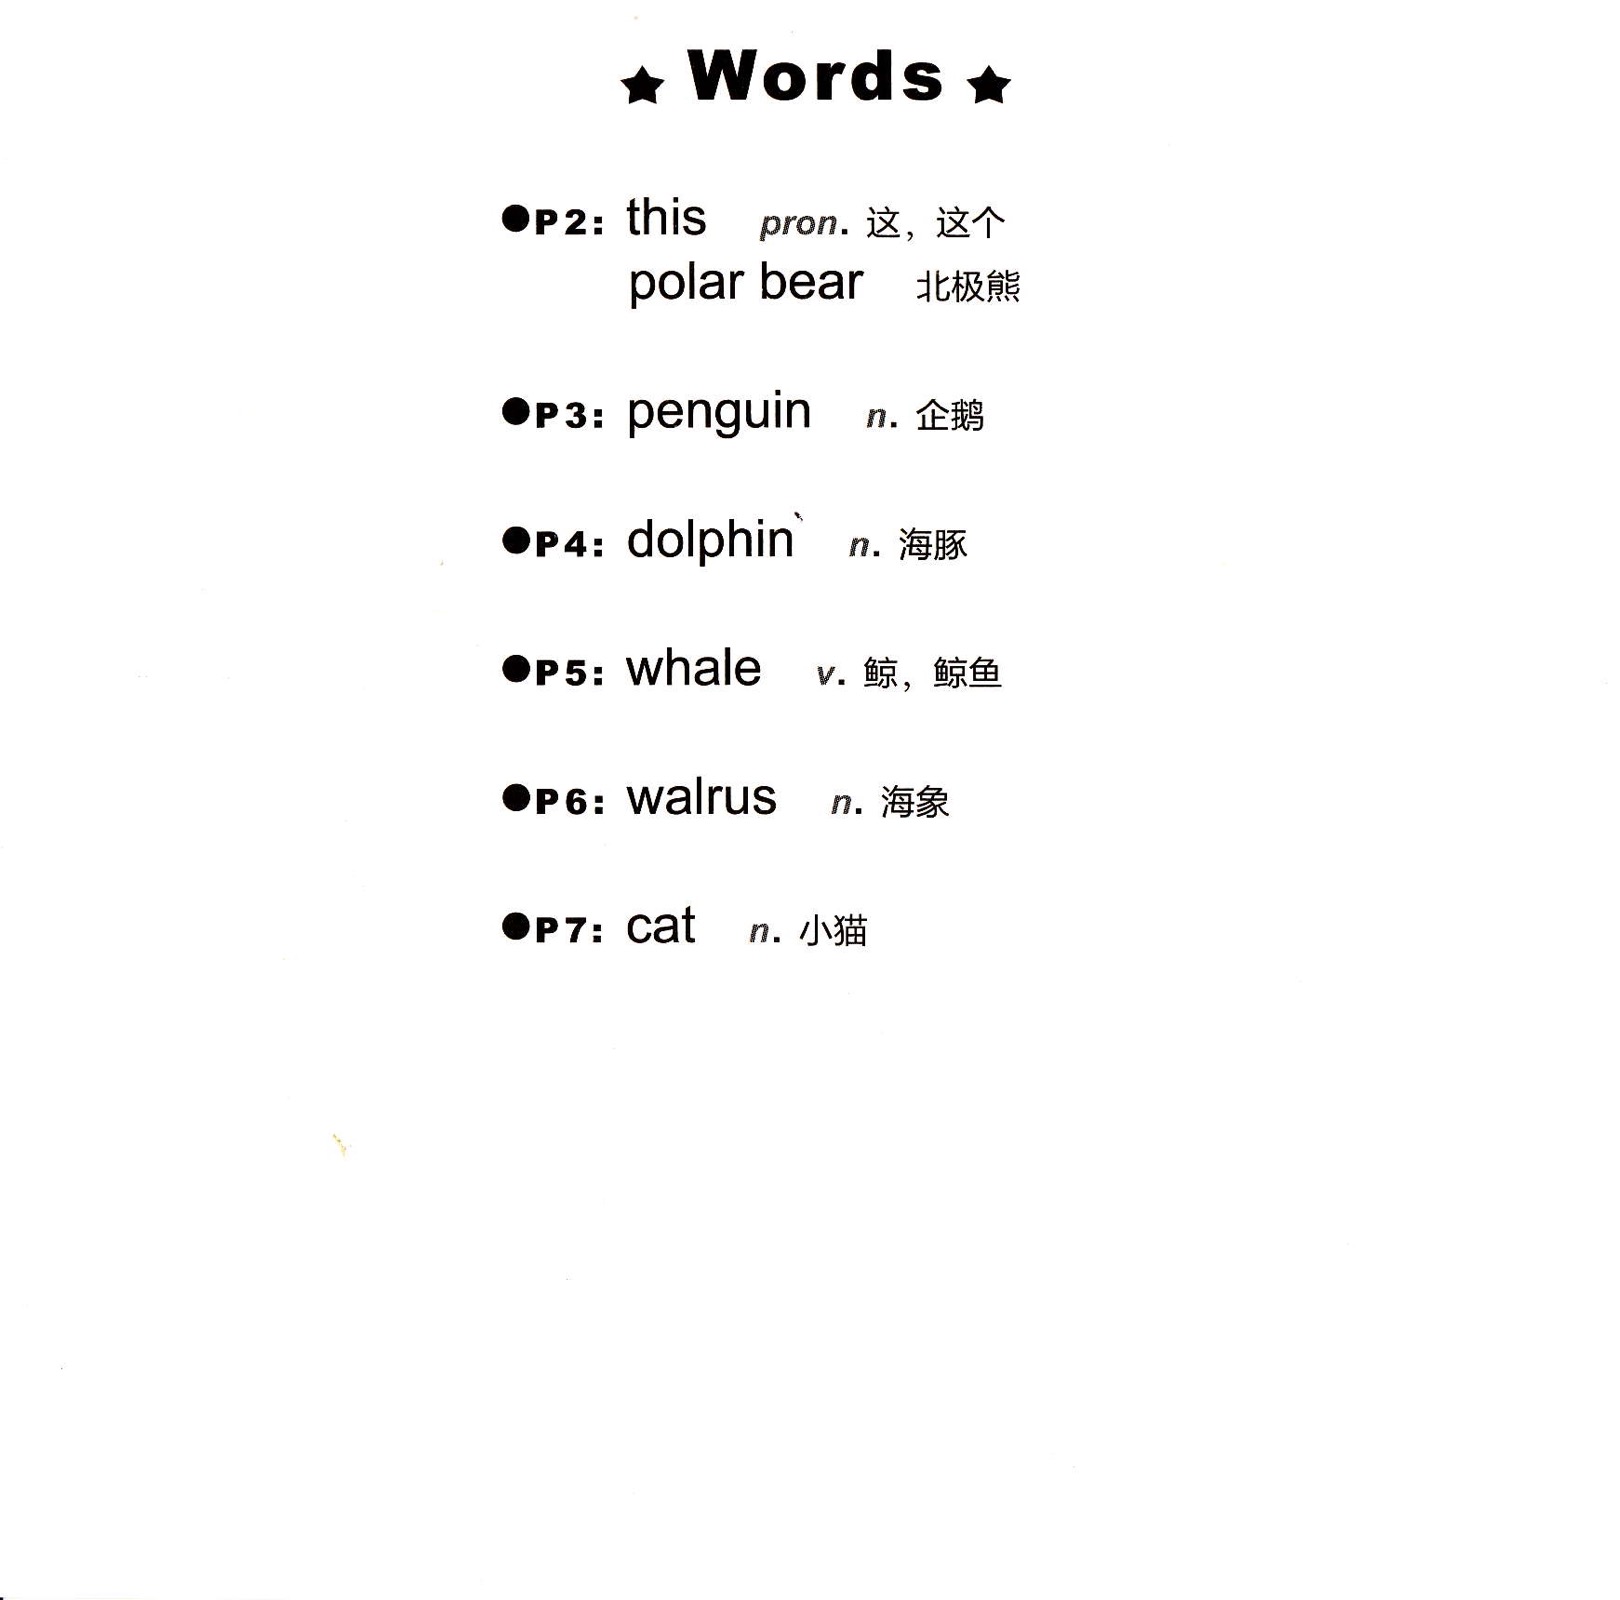 ★ Words ★
●P2: this pron. 这，这个
polar bear 北极熊
●P3: penguin n. 企鹅
●P4: dolphin n. 海豚
●P5: whale v. 鲸，鲸鱼
●P6: walrus n. 海象
●P7: cat n. 小猫